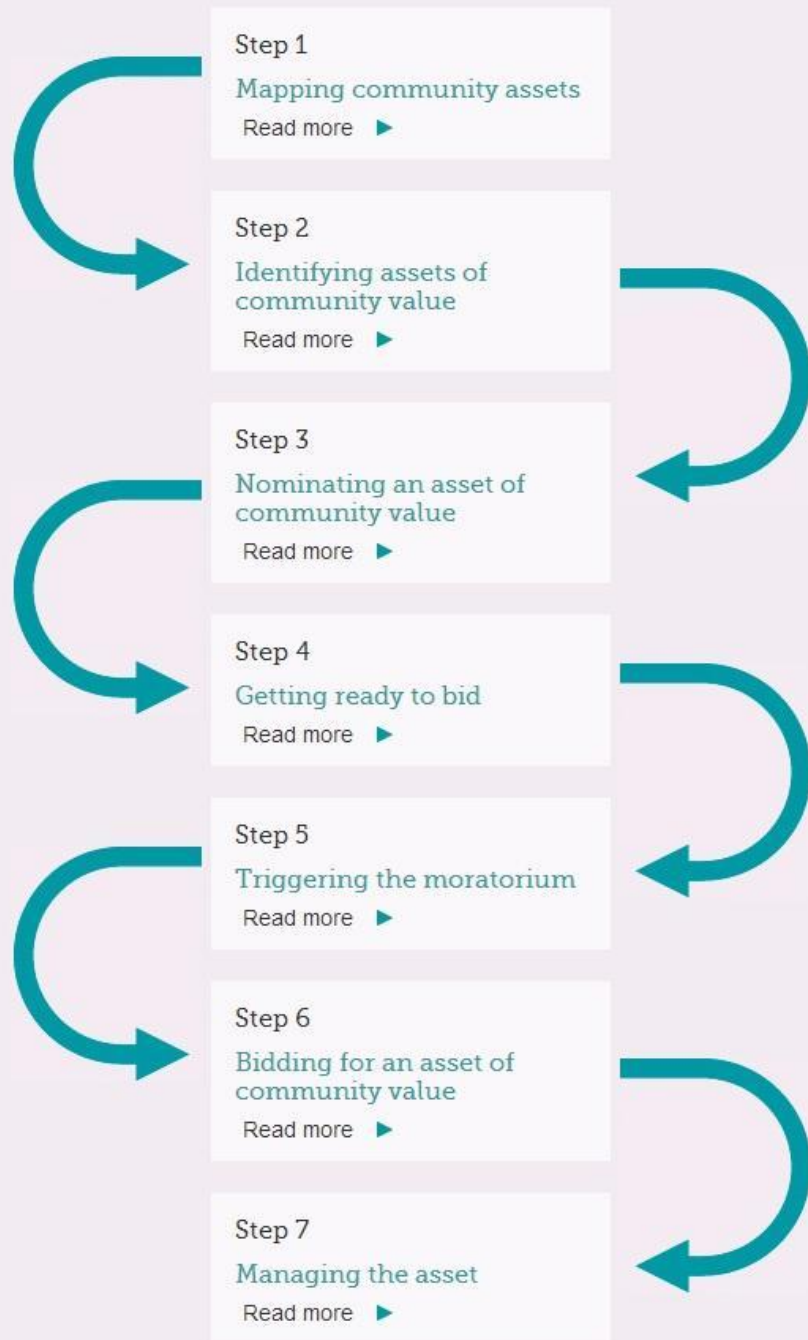 Step 1
Mapping community assets
Read more
Step 2
Identifying assets of
community value
Read more
Step 3
Nominating an asset of
community value
Read more
Step 4
Getting ready to bid
Read more
Step 5
Triggering the moratorium
Read more
Step 6
Bidding for an asset of
community value
Read more
Step 7
Managing the asset
Read more